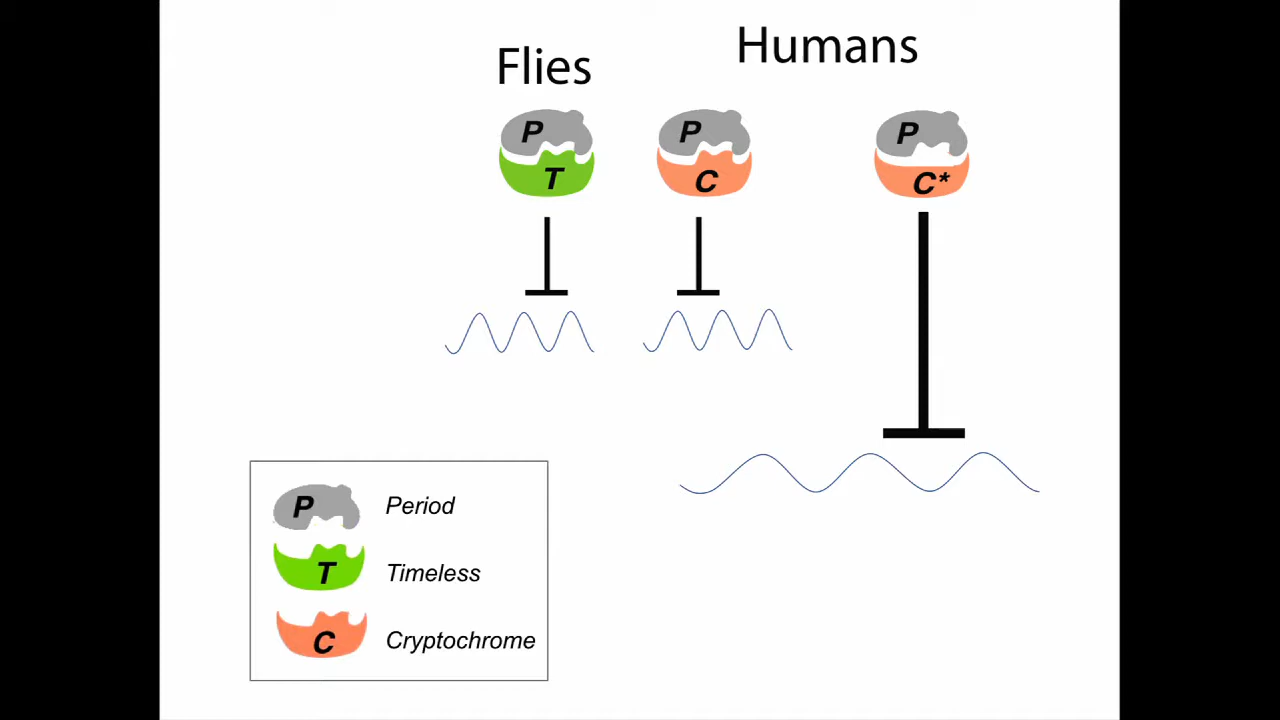 Flies
Humans
P
T
P
C
P
C*
P Period
T Timeless
C Cryptochrome